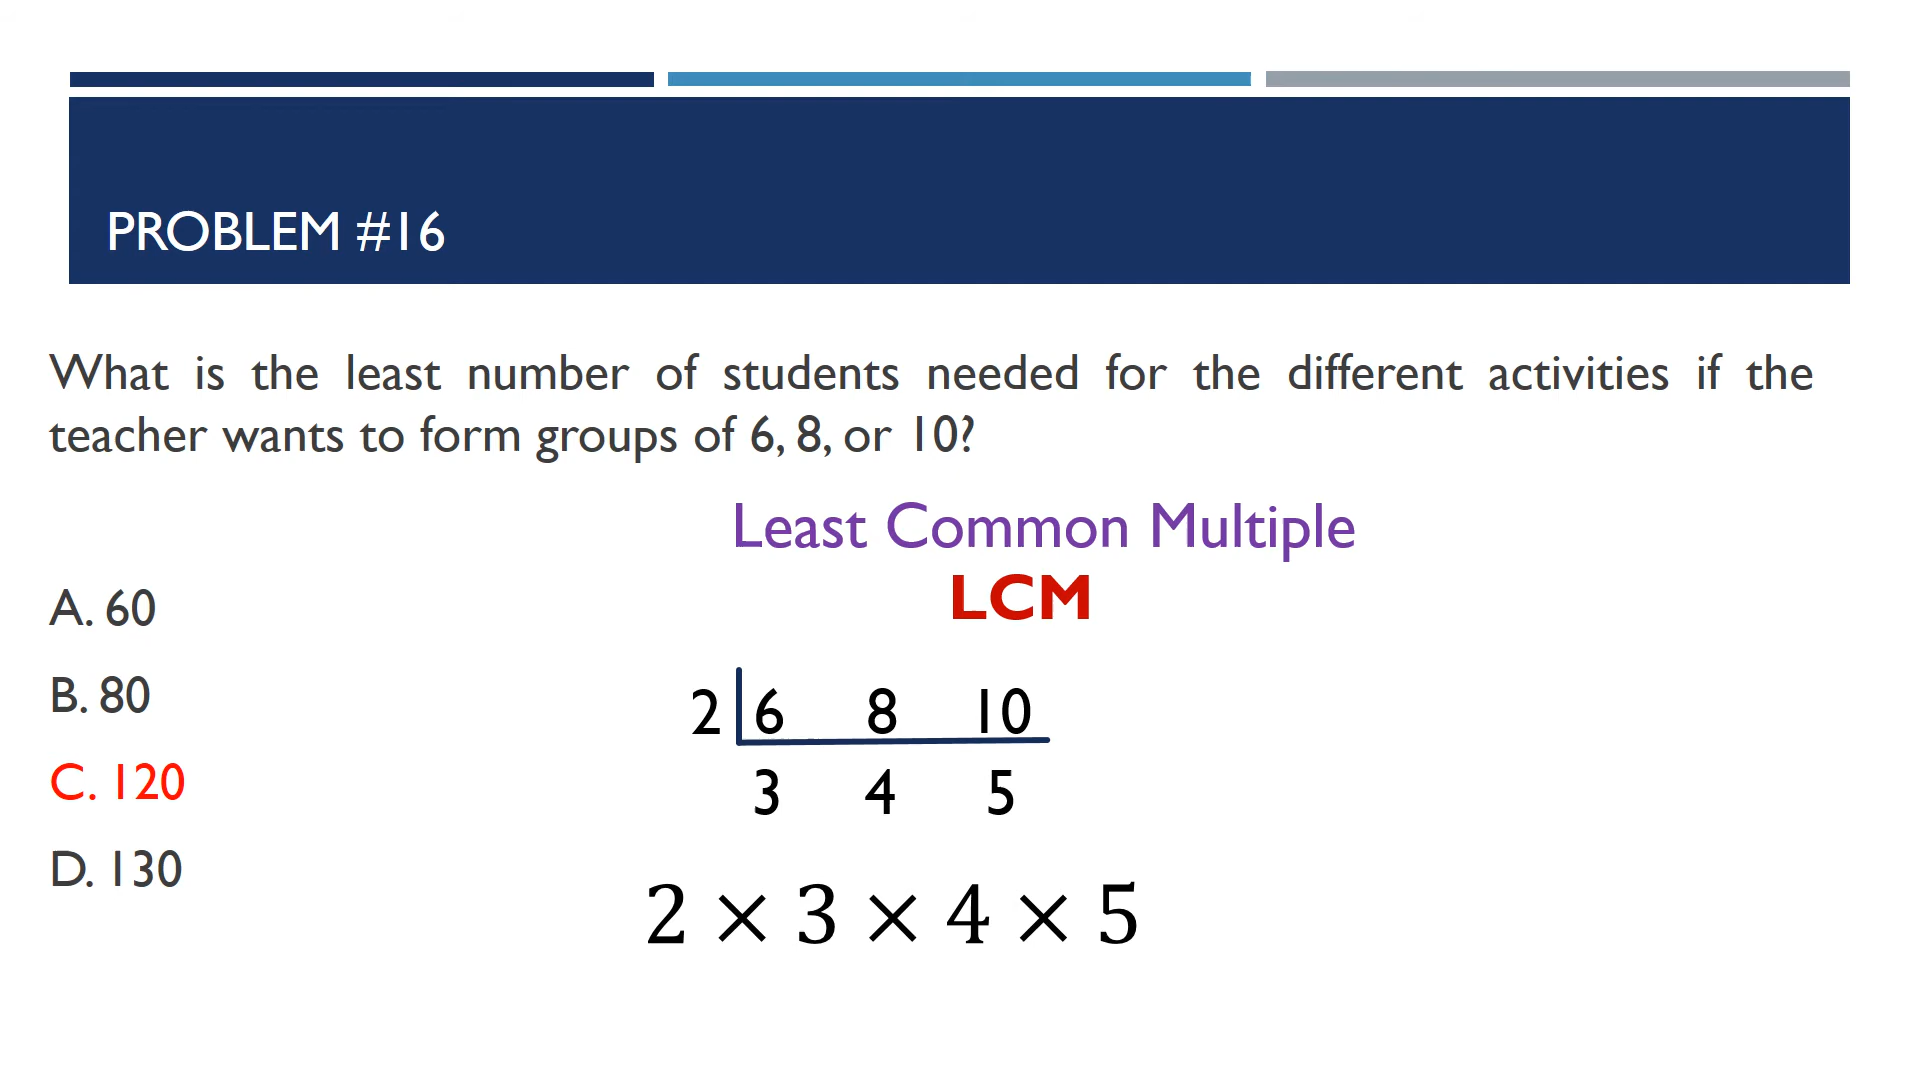 PROBLEM #16
What is the least number of students needed for the different activities if the
teacher wants to form groups of 6, 8, or 10?
Least Common Multiple
LCM
A. 60
B. 80
C. 120
D. 130
2 6 8 10
3 4 5
2 × 3 × 4 × 5